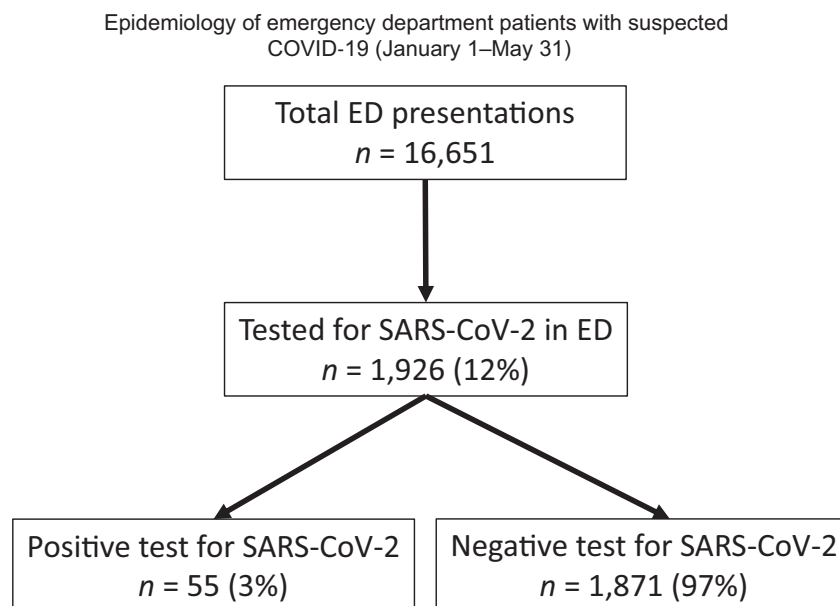 Epidemiology of emergency department patients with suspected
COVID-19 (January 1–May 31)
Total ED presentations
n = 16,651
Tested for SARS-CoV-2 in ED
n = 1,926 (12%)
Positive test for SARS-CoV-2
n = 55 (3%)
Negative test for SARS-CoV-2
n = 1,871 (97%)